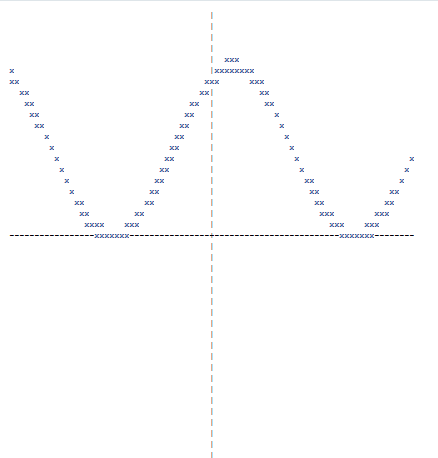 xxx
x xxxxxxxx
xx xxx xxx
xx xx xx
xx xx xx
xx xx x
xx xx x
x xx x
x xx x
x xx x x
x xx x x
x xx xx x
x xx xx xx
xx xx xx xx
xx xx xxx xxx
xxxx xxx xxx xxx
-----------------xxxxxxx------------------------------------------xxxxxxx--------